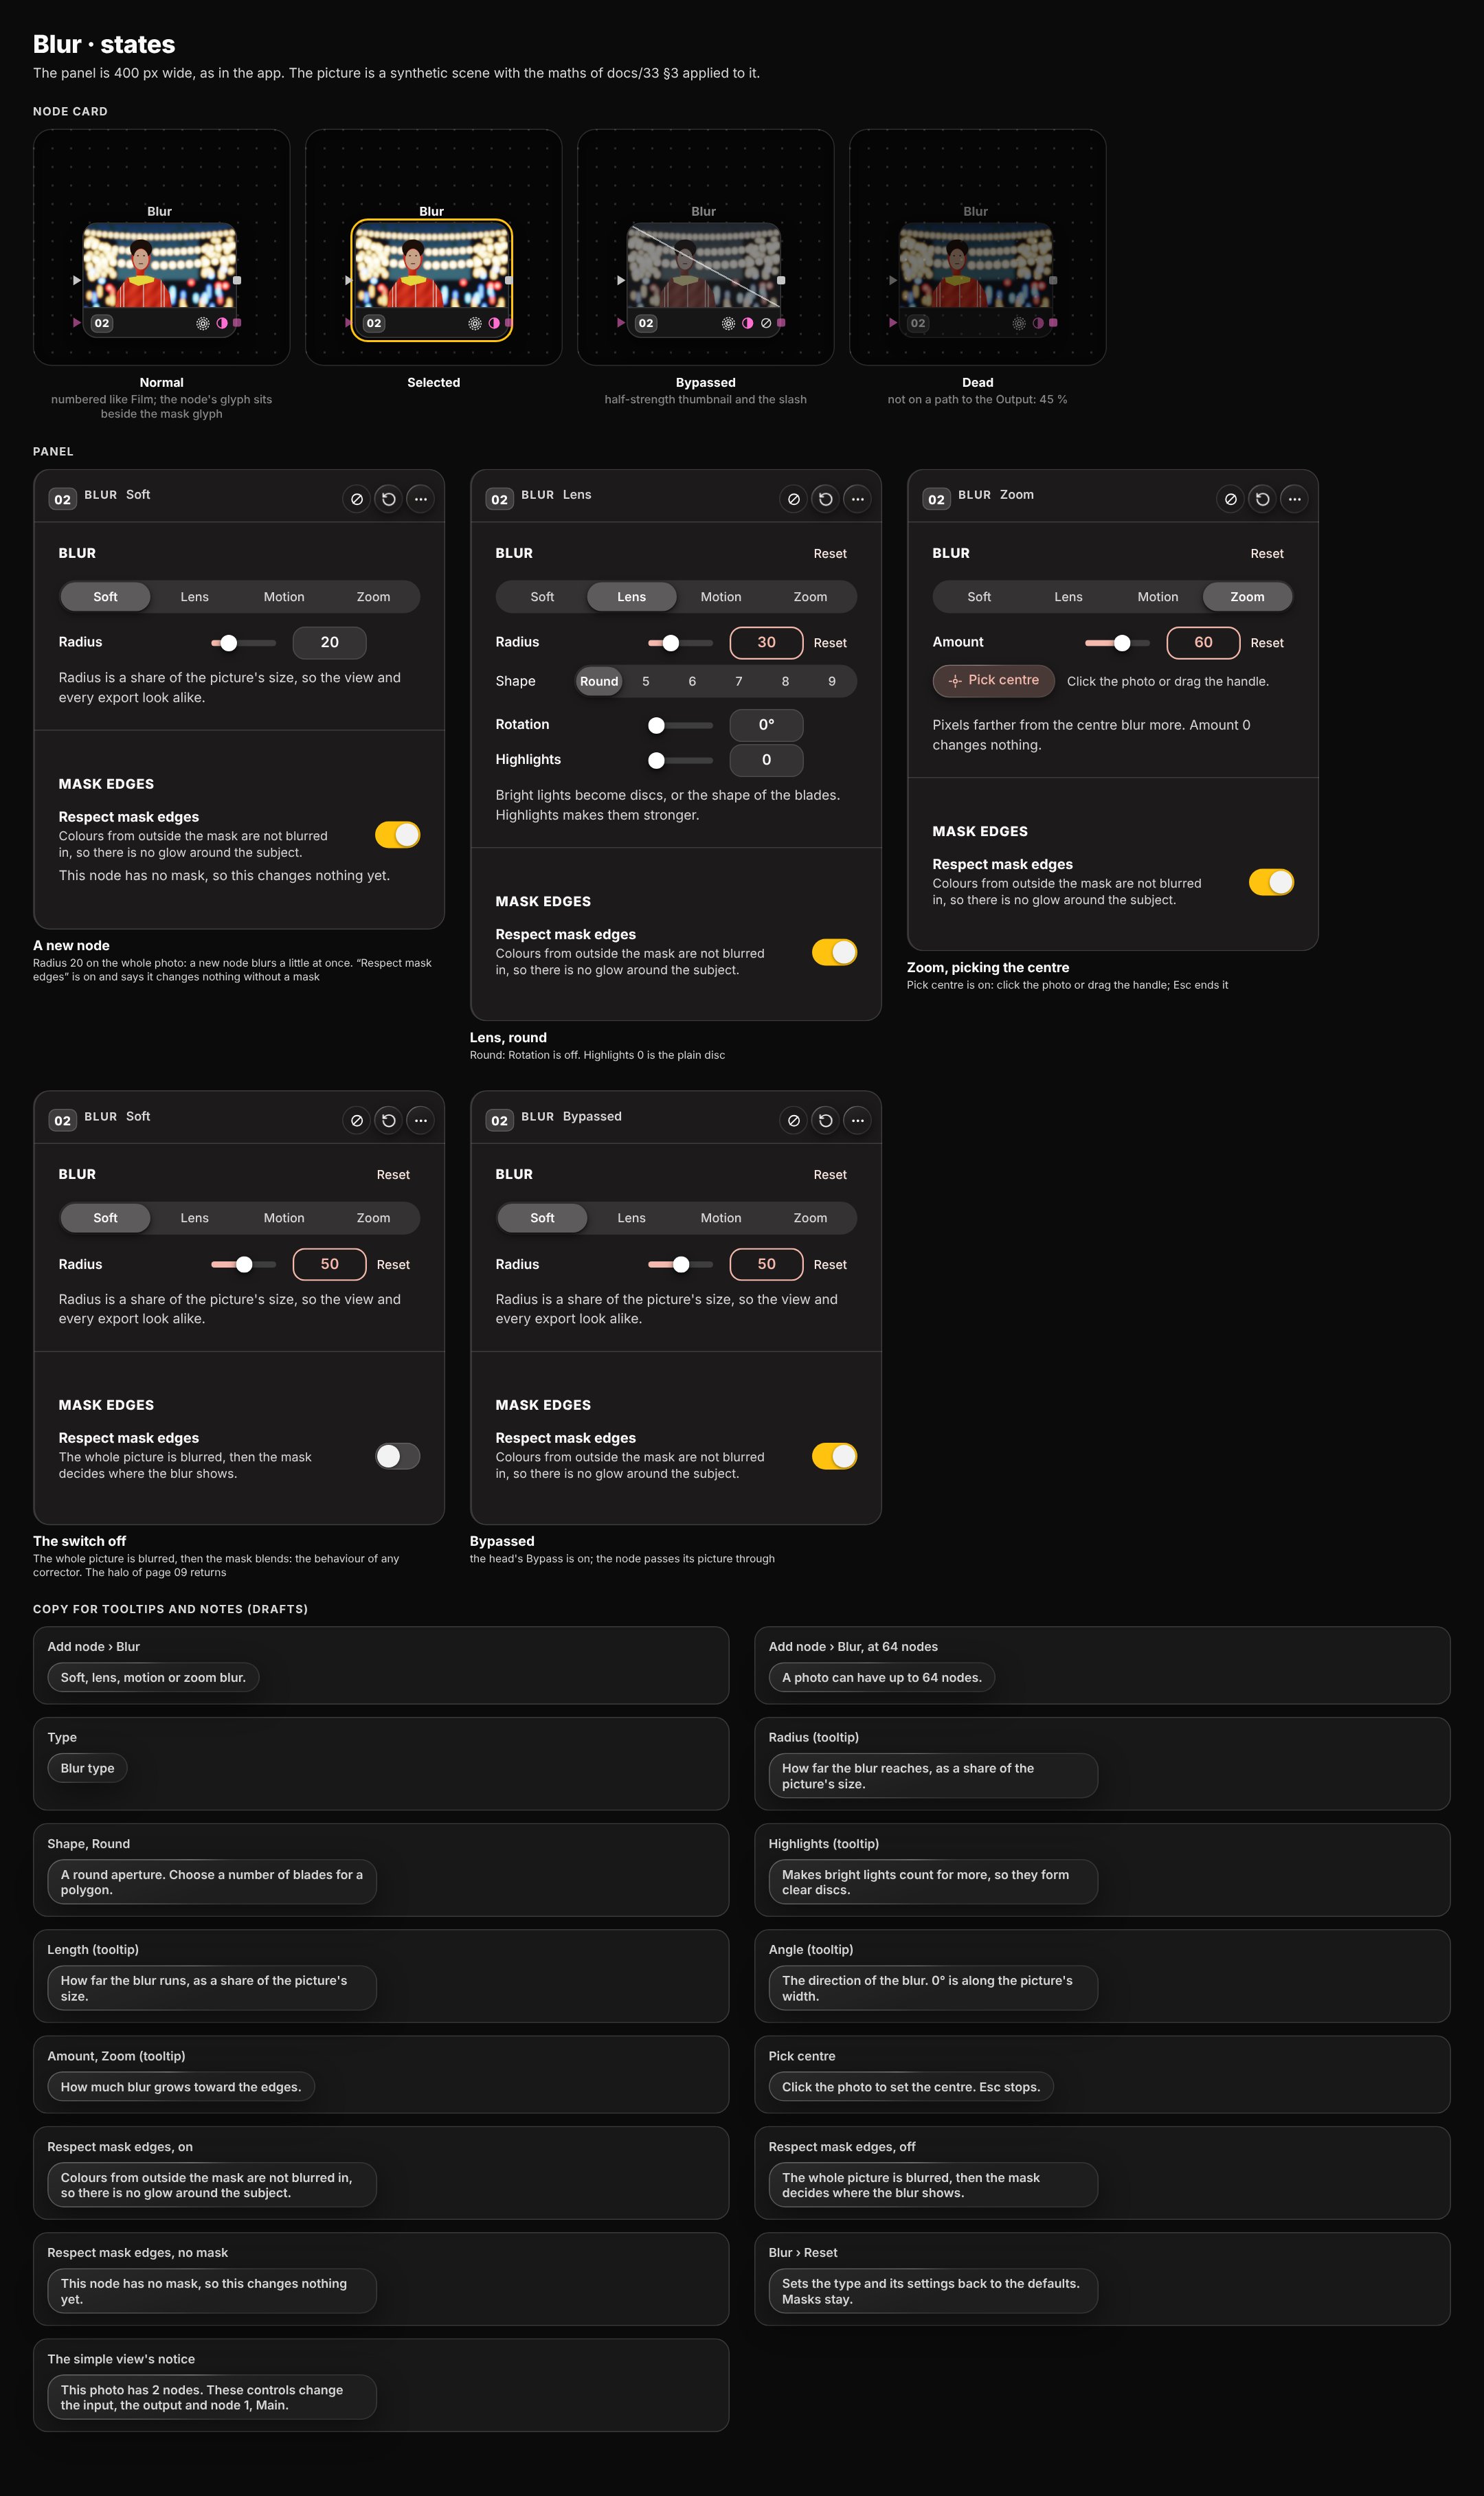 Blur · states
The panel is 400 px wide, as in the app. The picture is a synthetic scene with the maths of docs/33 §3 applied to it.
NODE CARD
Blur
02
Normal
numbered like Film; the node's glyph sits
beside the mask glyph
Blur
02
Selected
Blur
02
Bypassed
half-strength thumbnail and the slash
Blur
02
Dead
not on a path to the Output: 45 %
PANEL
02 BLUR Soft
BLUR
Soft Lens Motion Zoom
Radius 20
Radius is a share of the picture's size, so the view and
every export look alike.
MASK EDGES
Respect mask edges
Colours from outside the mask are not blurred
in, so there is no glow around the subject.
This node has no mask, so this changes nothing yet.
A new node
Radius 20 on the whole photo: a new node blurs a little at once. “Respect mask
edges” is on and says it changes nothing without a mask
02 BLUR Lens
BLUR Reset
Soft Lens Motion Zoom
Radius 30 Reset
Shape Round 5 6 7 8 9
Rotation 0°
Highlights 0
Bright lights become discs, or the shape of the blades.
Highlights makes them stronger.
MASK EDGES
Respect mask edges
Colours from outside the mask are not blurred
in, so there is no glow around the subject.
Lens, round
Round: Rotation is off. Highlights 0 is the plain disc
02 BLUR Zoom
BLUR Reset
Soft Lens Motion Zoom
Amount 60 Reset
Pick centre Click the photo or drag the handle.
Pixels farther from the centre blur more. Amount 0
changes nothing.
MASK EDGES
Respect mask edges
Colours from outside the mask are not blurred
in, so there is no glow around the subject.
Zoom, picking the centre
Pick centre is on: click the photo or drag the handle; Esc ends it
02 BLUR Soft
BLUR Reset
Soft Lens Motion Zoom
Radius 50 Reset
Radius is a share of the picture's size, so the view and
every export look alike.
MASK EDGES
Respect mask edges
The whole picture is blurred, then the mask
decides where the blur shows.
The switch off
The whole picture is blurred, then the mask blends: the behaviour of any
corrector. The halo of page 09 returns
02 BLUR Bypassed
BLUR Reset
Soft Lens Motion Zoom
Radius 50 Reset
Radius is a share of the picture's size, so the view and
every export look alike.
MASK EDGES
Respect mask edges
Colours from outside the mask are not blurred
in, so there is no glow around the subject.
Bypassed
the head's Bypass is on; the node passes its picture through
COPY FOR TOOLTIPS AND NOTES (DRAFTS)
Add node › Blur
Soft, lens, motion or zoom blur.
Add node › Blur, at 64 nodes
A photo can have up to 64 nodes.
Type
Blur type
Radius (tooltip)
How far the blur reaches, as a share of the
picture's size.
Shape, Round
A round aperture. Choose a number of blades for a
polygon.
Highlights (tooltip)
Makes bright lights count for more, so they form
clear discs.
Length (tooltip)
How far the blur runs, as a share of the picture's
size.
Angle (tooltip)
The direction of the blur. 0° is along the picture's
width.
Amount, Zoom (tooltip)
How much blur grows toward the edges.
Pick centre
Click the photo to set the centre. Esc stops.
Respect mask edges, on
Colours from outside the mask are not blurred in,
so there is no glow around the subject.
Respect mask edges, off
The whole picture is blurred, then the mask
decides where the blur shows.
Respect mask edges, no mask
This node has no mask, so this changes nothing
yet.
Blur › Reset
Sets the type and its settings back to the defaults.
Masks stay.
The simple view's notice
This photo has 2 nodes. These controls change
the input, the output and node 1, Main.